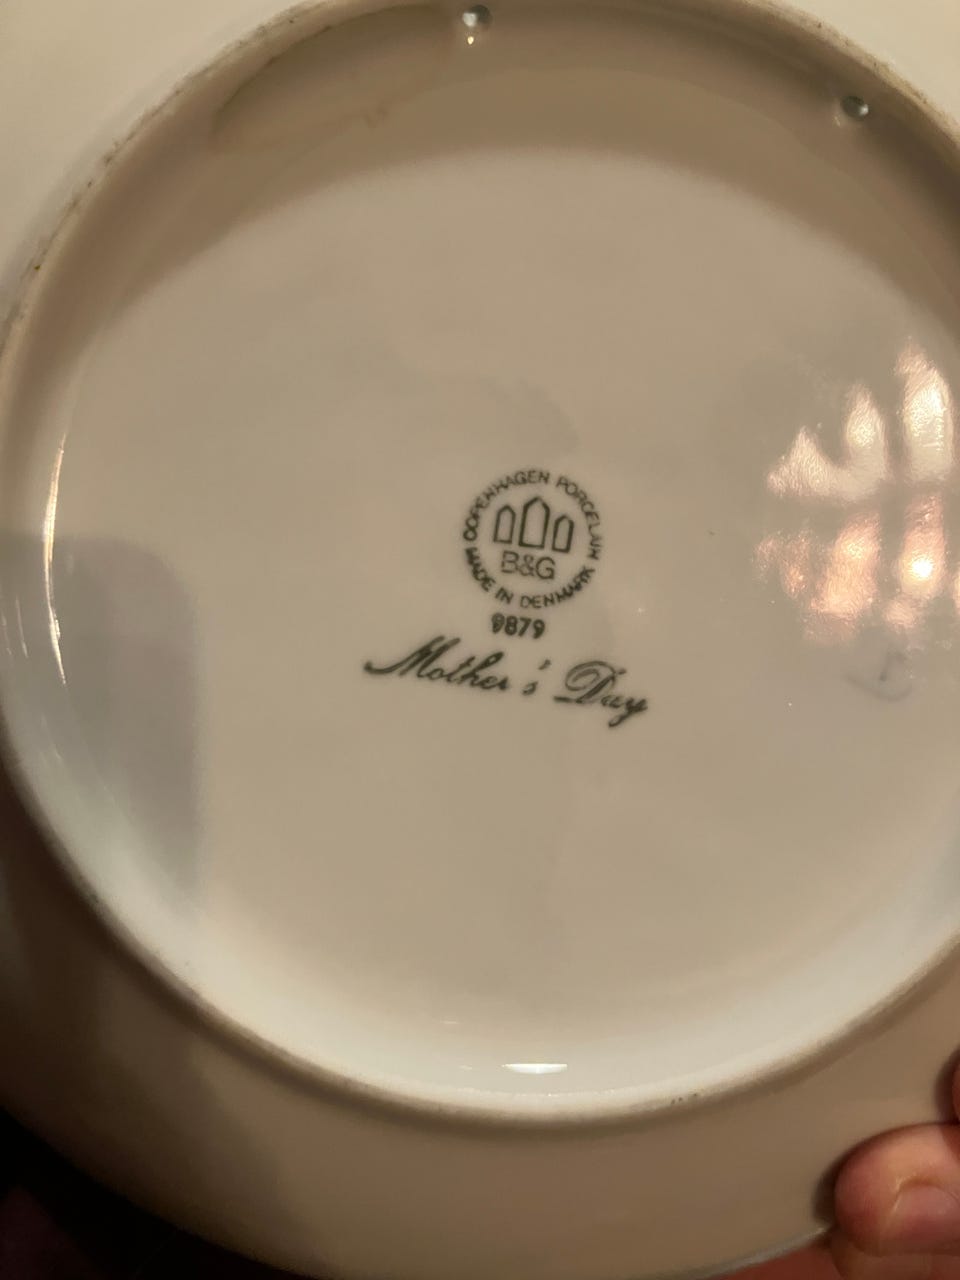 COPENHAGEN PORCELAIN
B&G
MADE IN DENMARK
9879
Mother's Day